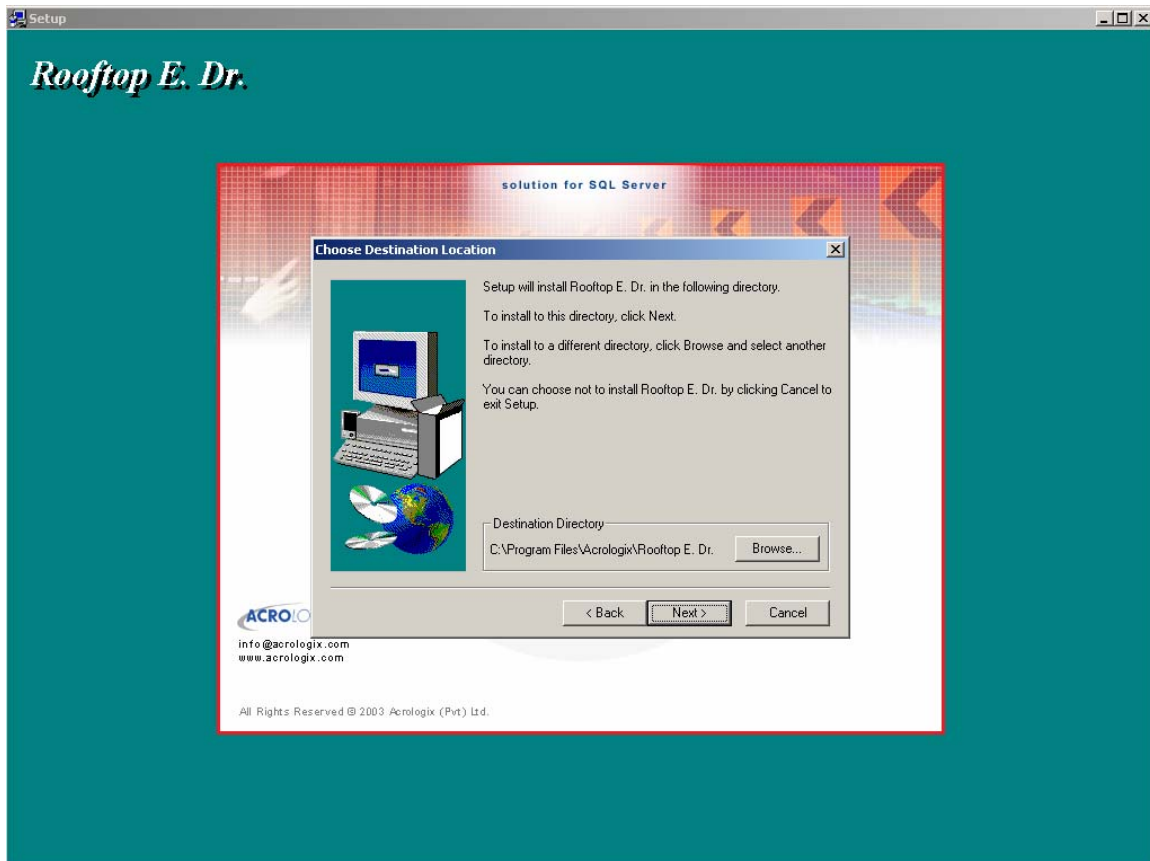 Setup
Rooftop E. Dr.
solution for SQL Server
Choose Destination Location
Setup will install Rooftop E. Dr. in the following directory.
To install to this directory, click Next.
To install to a different directory, click Browse and select another
directory.
You can choose not to install Rooftop E. Dr. by clicking Cancel to
exit Setup.
Destination Directory
C:\Program Files\Acrologix\Rooftop E. Dr.
Browse...
< Back
Next >
Cancel
ACROLO
info@acrologix.com
www.acrologix.com
All Rights Reserved © 2003 Acrologix (Pvt) Ltd.